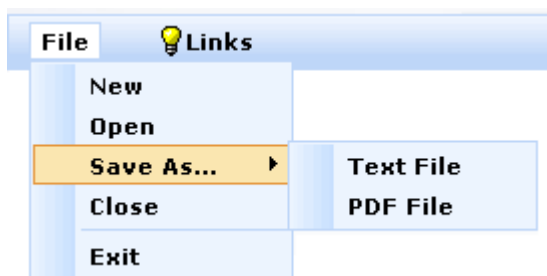 File Links
New
Open
Save As... Text File
Close PDF File
Exit